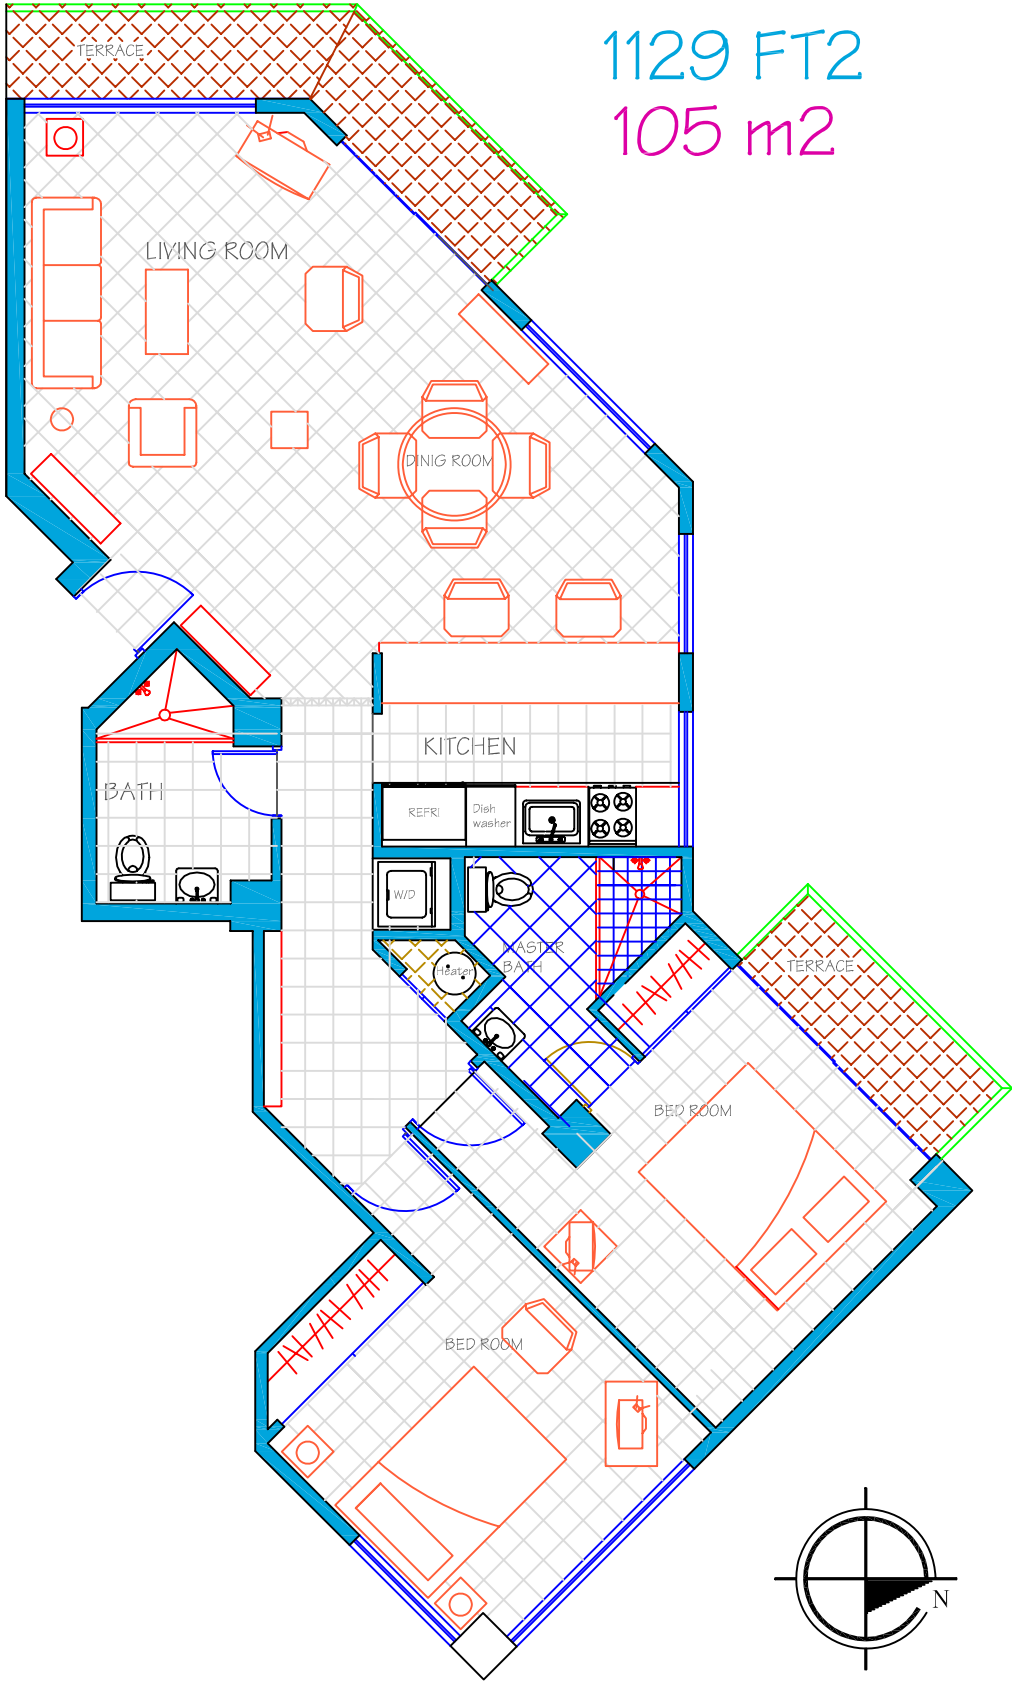 1129 FT2
TERRACE
105 m2
LIVING ROOM
DINIG ROOM
KITCHEN
BATH
REFRI
Dish
washer
W/D
MASTER
BATH
Heater
TERRACE
BED ROOM
BED ROOM
N